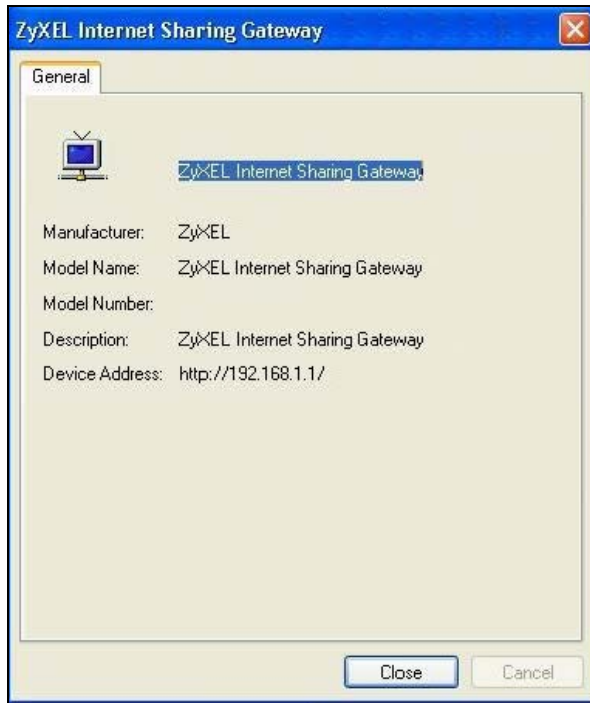 ZyXEL Internet Sharing Gateway
General
ZyXEL Internet Sharing Gateway
Manufacturer: ZyXEL
Model Name: ZyXEL Internet Sharing Gateway
Model Number:
Description: ZyXEL Internet Sharing Gateway
Device Address: http://192.168.1.1/
Close Cancel